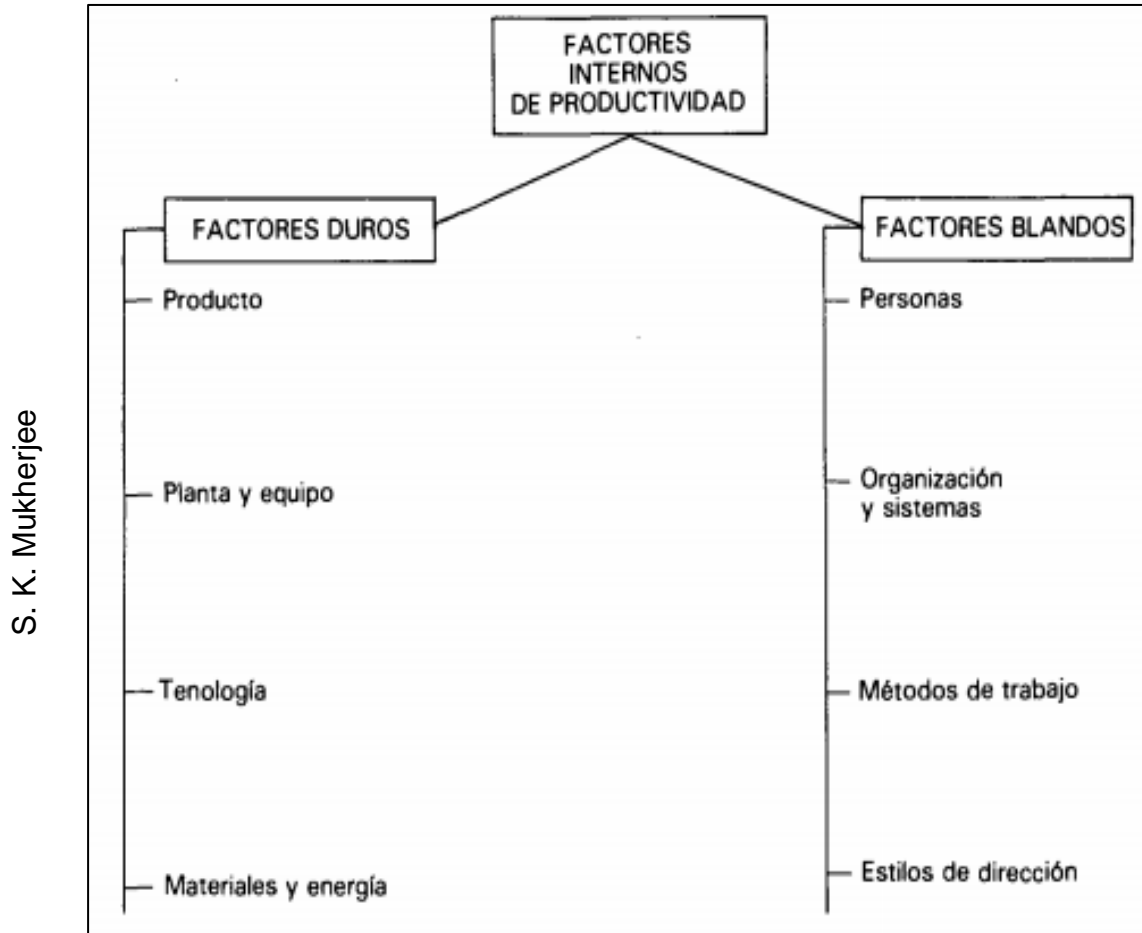 FACTORES
INTERNOS
DE PRODUCTIVIDAD
FACTORES DUROS
Producto
Planta y equipo
Tenología
Materiales y energía
FACTORES BLANDOS
Personas
Organización
y sistemas
Métodos de trabajo
Estilos de dirección
S. K. Mukherjee